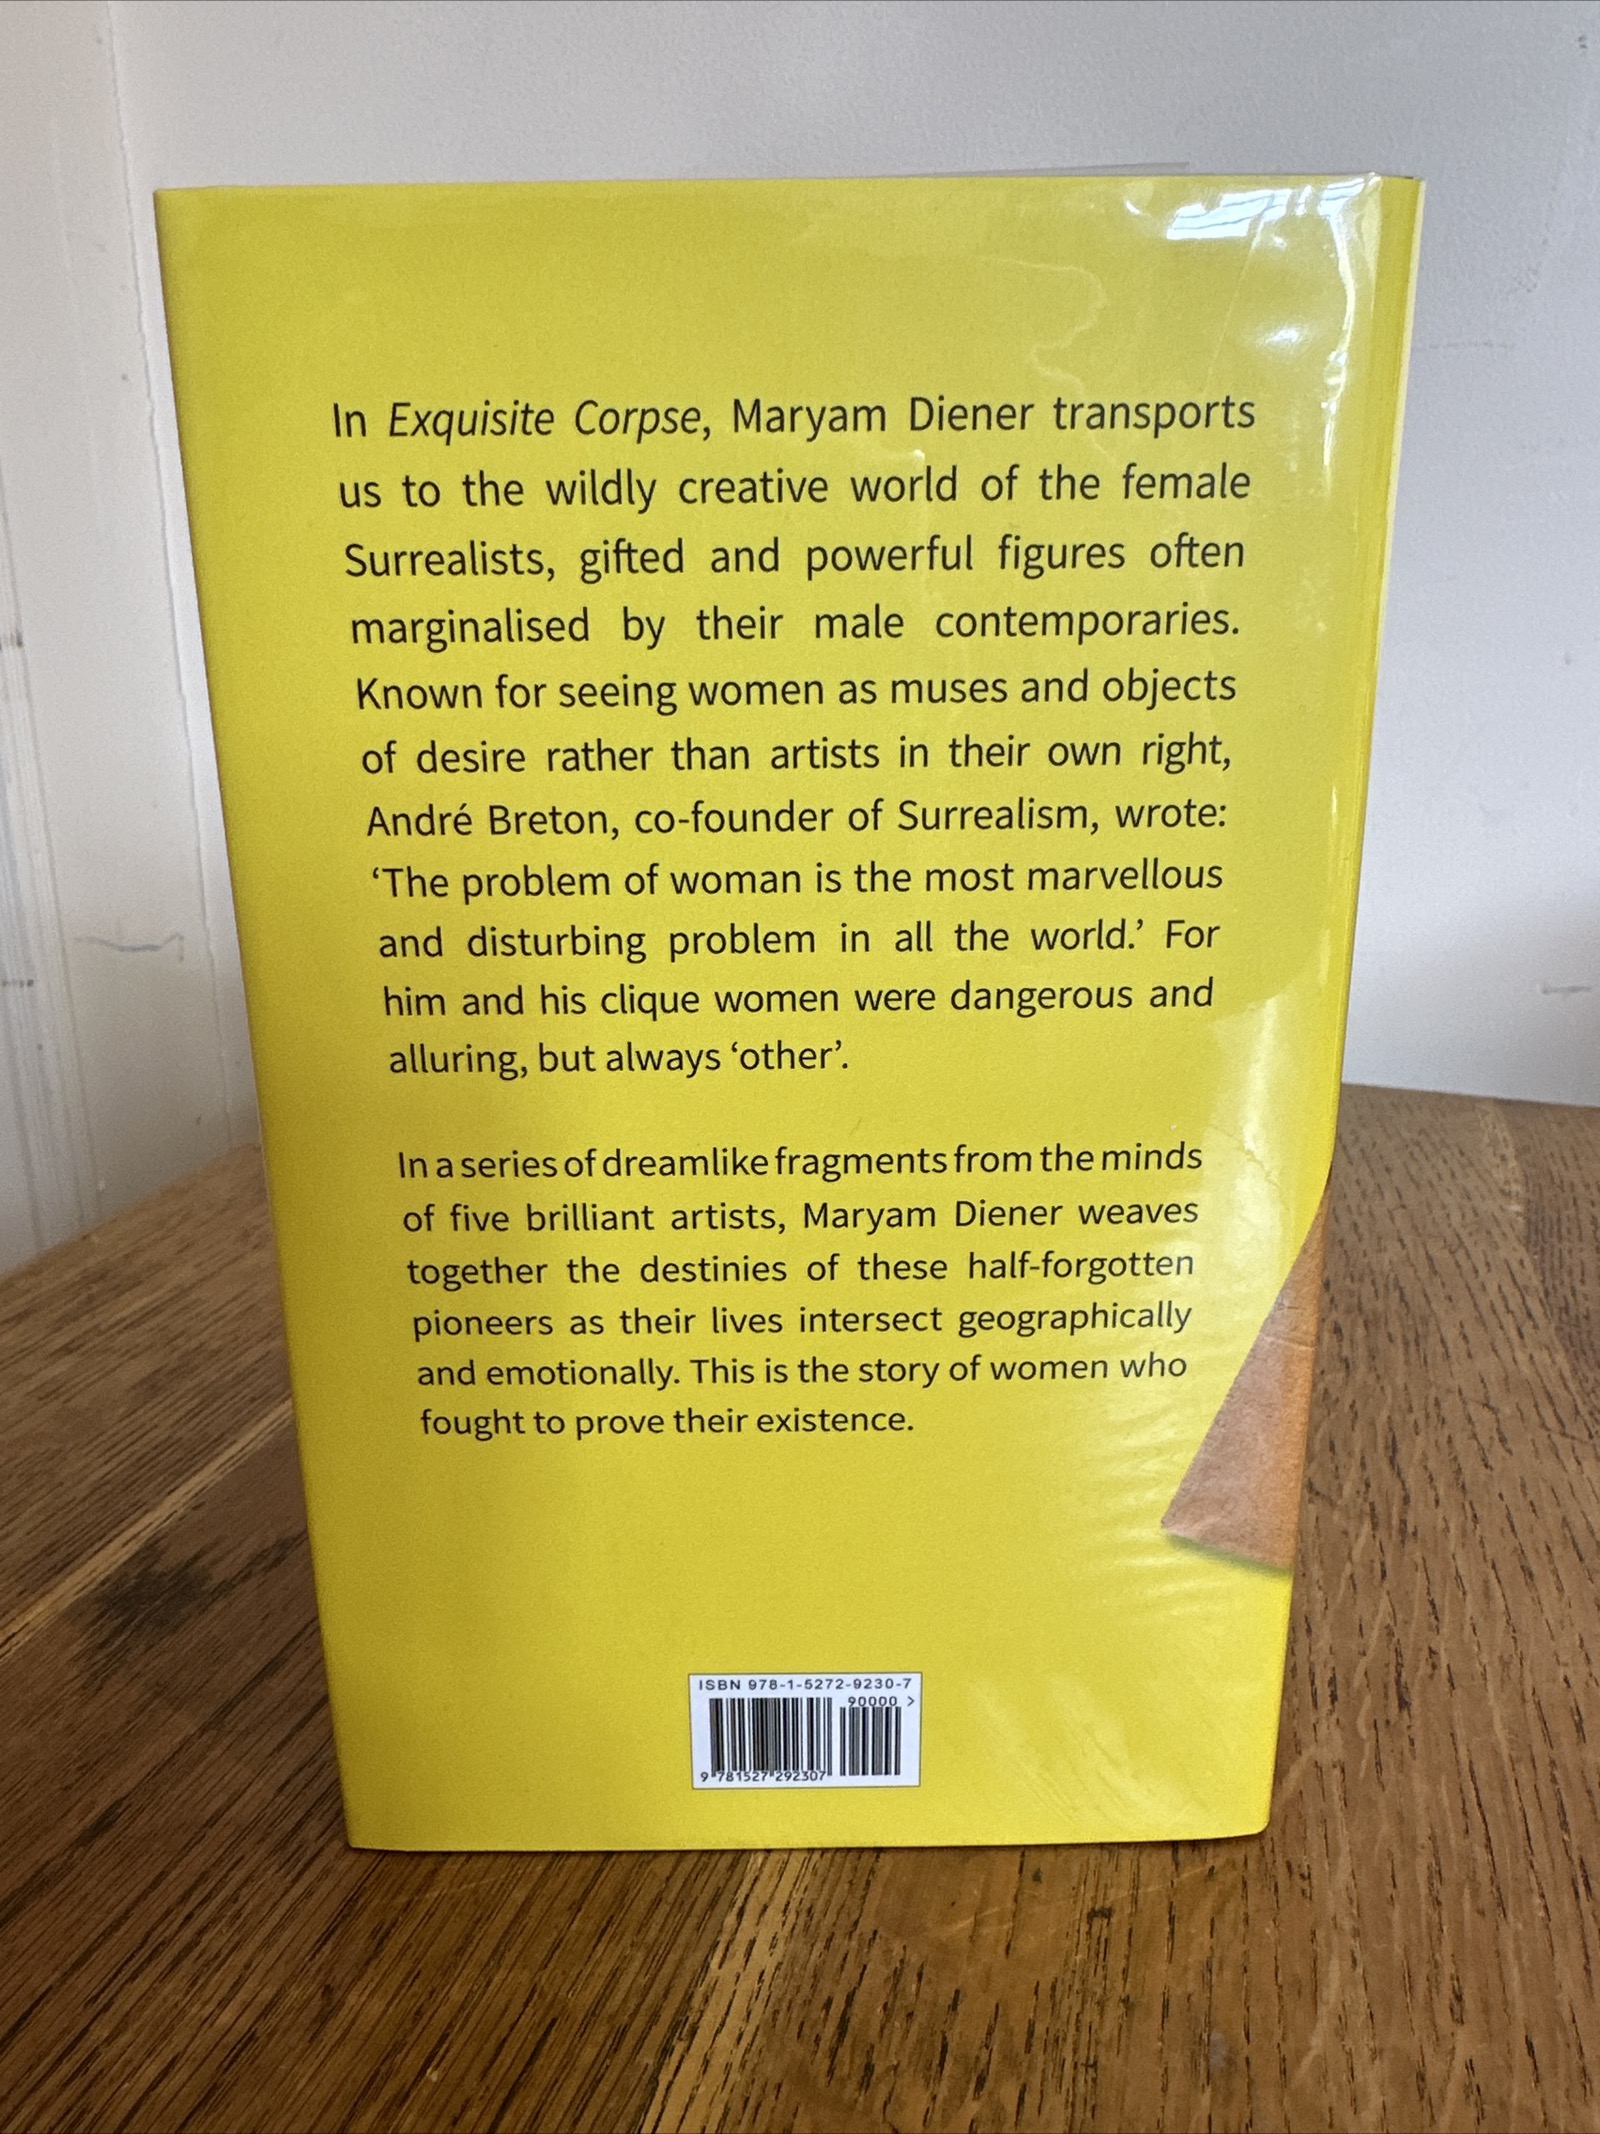 In Exquisite Corpse, Maryam Diener transports
us to the wildly creative world of the female
Surrealists, gifted and powerful figures often
marginalised by their male contemporaries.
Known for seeing women as muses and objects
of desire rather than artists in their own right,
André Breton, co-founder of Surrealism, wrote:
‘The problem of woman is the most marvellous
and disturbing problem in all the world.’ For
him and his clique women were dangerous and
alluring, but always ‘other’.
In a series of dreamlike fragments from the minds
of five brilliant artists, Maryam Diener weaves
together the destinies of these half-forgotten
pioneers as their lives intersect geographically
and emotionally. This is the story of women who
fought to prove their existence.
ISBN 978-1-5272-9230-7
90000 >
9 781527 292307